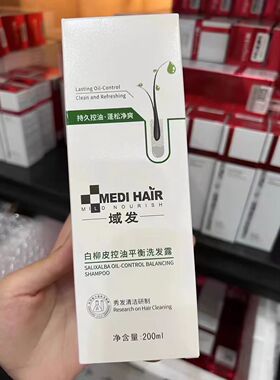 Lasting Oil-Control
Clean and Refreshing
持久控油·蓬松净爽
MEDI HAIR
MILD NOURISH
域发
白柳皮控油平衡洗发露
SALIXALBA OIL-CONTROL BALANCING
SHAMPOO
秀发清洁研制
Research on Hair Cleaning
净含量:200ml